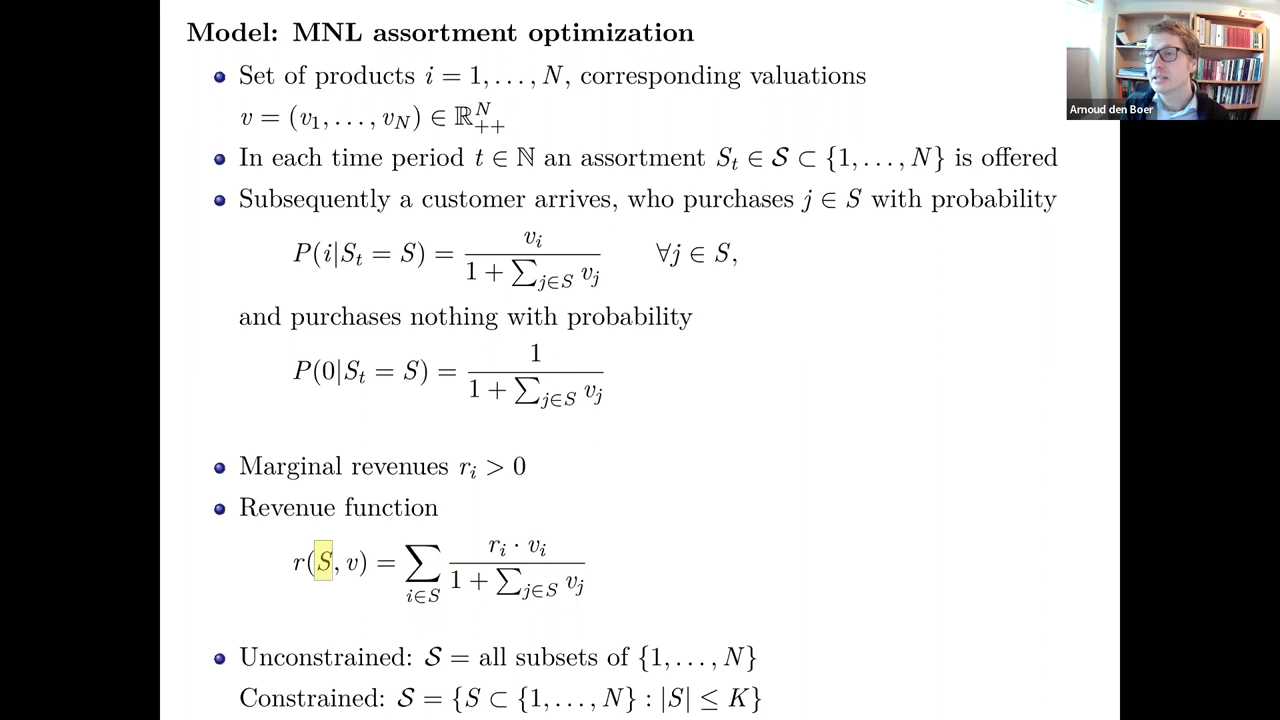 Model: MNL assortment optimization
Set of products i = 1, . . . , N, corresponding valuations
v = (v₁, . . . , v_N) ∈ ℝ^N_{++}
In each time period t ∈ ℕ an assortment S_t ∈ 𝒮 ⊂ {1, . . . , N} is offered
Subsequently a customer arrives, who purchases j ∈ S with probability
P(i|S_t = S) = v_i / (1 + ∑_{j∈S} v_j)   ∀j ∈ S,
and purchases nothing with probability
P(0|S_t = S) = 1 / (1 + ∑_{j∈S} v_j)
Marginal revenues r_i > 0
Revenue function
r(S, v) = ∑_{i∈S} r_i · v_i / (1 + ∑_{j∈S} v_j)
Unconstrained: 𝒮 = all subsets of {1, . . . , N}
Constrained: 𝒮 = {S ⊂ {1, . . . , N} : |S| ≤ K}
Arnoud den Boer